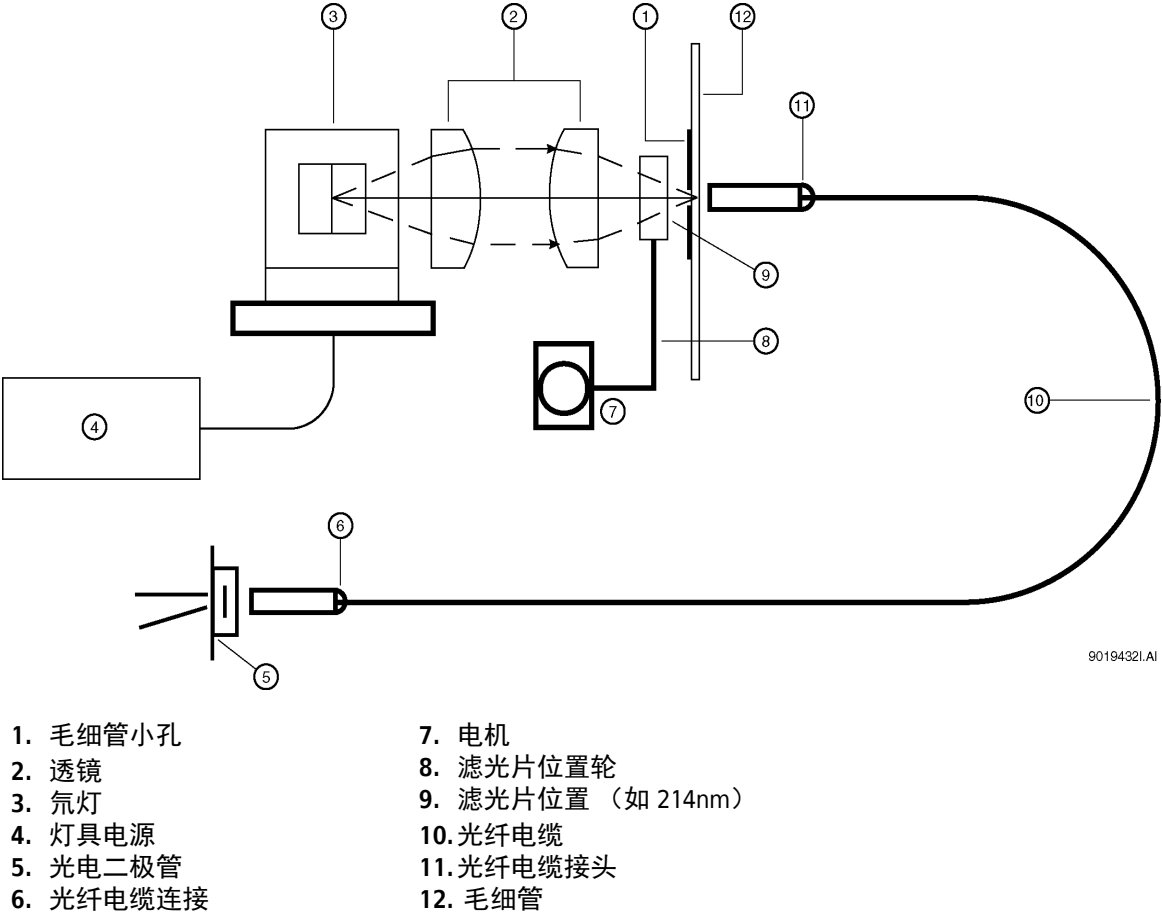 3
2
1
12
11
9
8
7
10
4
6
5
9019432I.AI
1. 毛细管小孔
2. 透镜
3. 氘灯
4. 灯具电源
5. 光电二极管
6. 光纤电缆连接
7. 电机
8. 滤光片位置轮
9. 滤光片位置 （如 214nm）
10. 光纤电缆
11. 光纤电缆接头
12. 毛细管